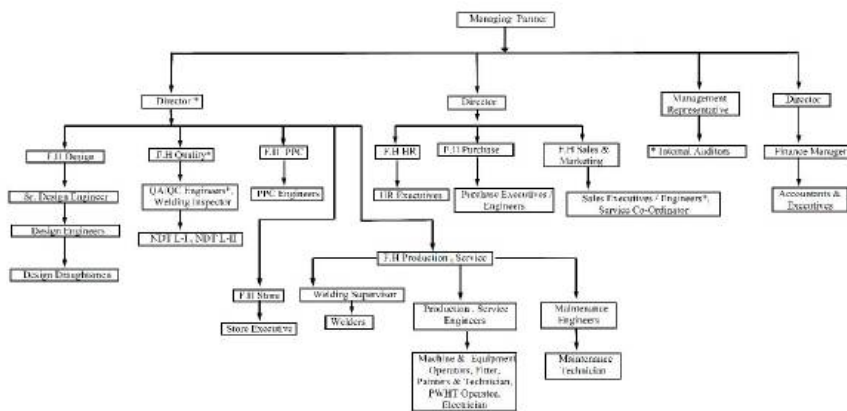 Managing Partner
Director *
Director
Management
Representative
Director
F.H Design
F.H Quality*
F.H PPC
F.H HR
F.H Purchase
F.H Sales &
Marketing
* Internal Auditors
Finance Manager
Sr. Design Engineer
QA/QC Engineers*,
Welding Inspector
PPC Engineers
HR Executives
Purchase Executives /
Engineers
Sales Executives / Engineers*,
Service Co-Ordinator
Accountants &
Executives
Design Engineers
NDT L-I , NDT L-II
Design Draughtsmen
F.H Production , Service
F.H Store
Welding Supervisor
Production , Service
Engineers
Maintenance
Engineers
Store Executive
Welders
Machine & Equipment
Operators, Fitter,
Painters & Technician,
PWHT Operator,
Electrician
Maintenance
Technician